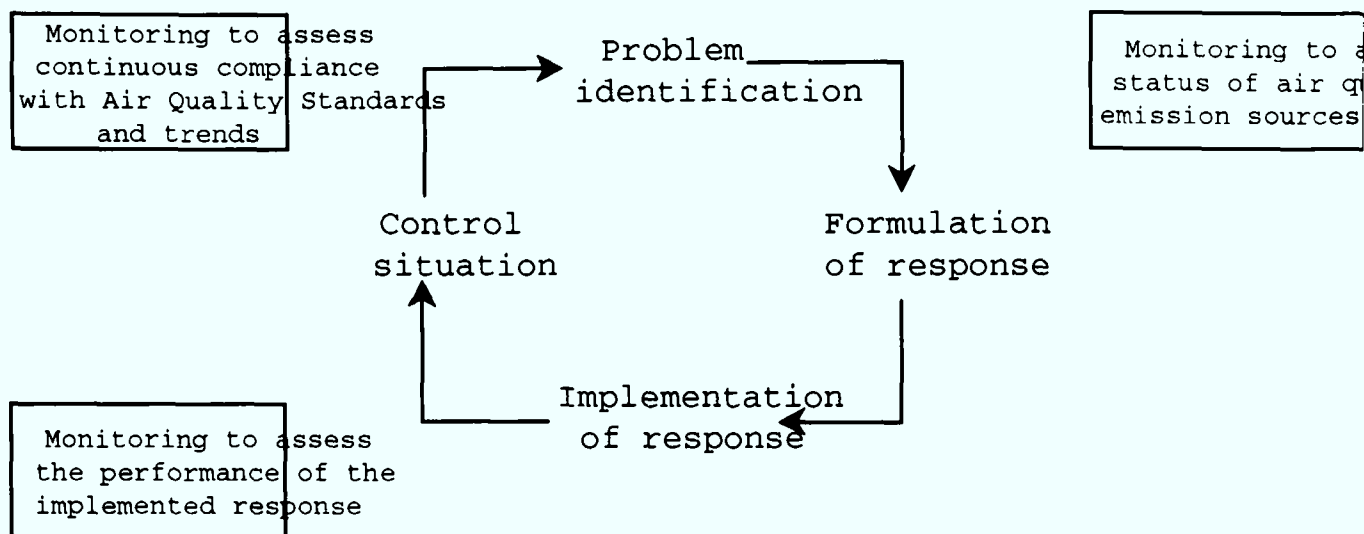 Monitoring to assess
continuous compliance
with Air Quality Standards
and trends
Problem
identification
Monitoring to
status of air
emission sources
Control
situation
Formulation
of response
Implementation
of response
Monitoring to assess
the performance of the
implemented response